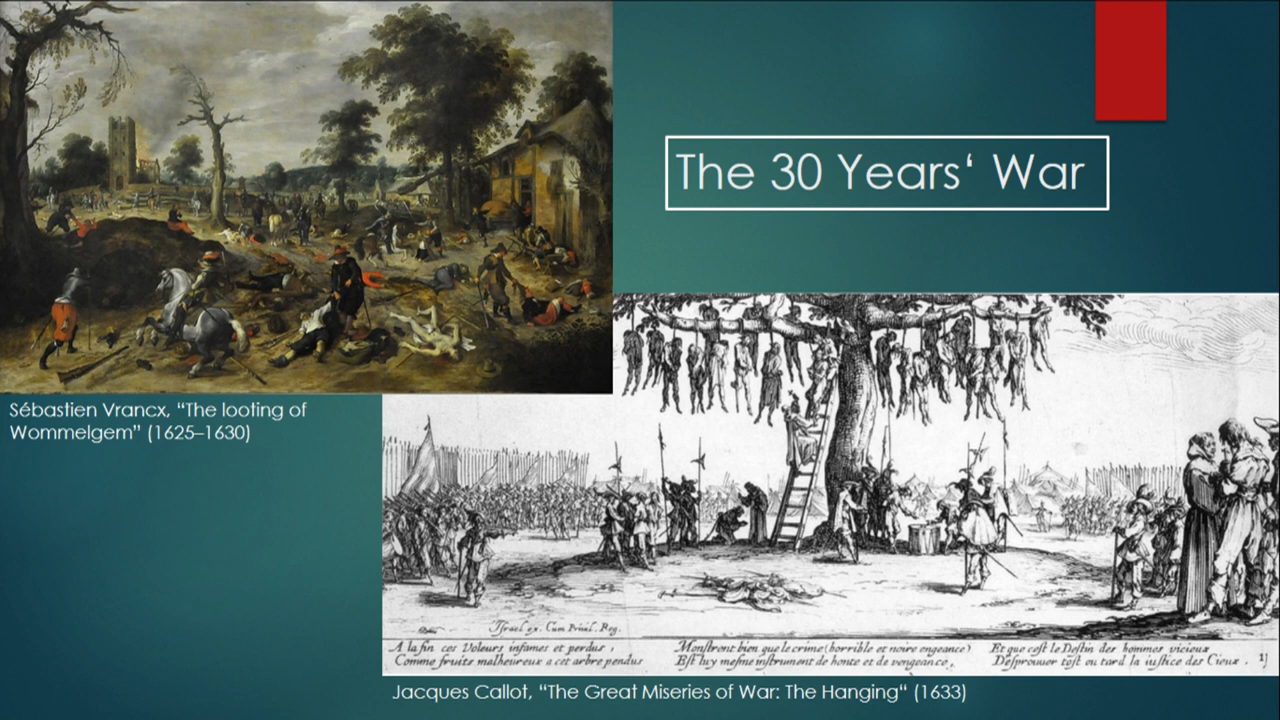 The 30 Years‘ War
Sébastien Vrancx, “The looting of
Wommelgem” (1625–1630)
Israel ex. Cum Privil. Reg.
A la fin ces Voleurs infames et perdus ,
Comme fruits malheureux a cet arbre pendus
Monstrent bien que le crime (horrible et noire engeance)
Est luy mesme instrument de honte et de vengeance ,
Et que cest le Destin des hommes vicieux
Desprouuer tost ou tard la iustice des Cieux .
Jacques Callot, “The Great Miseries of War: The Hanging“ (1633)